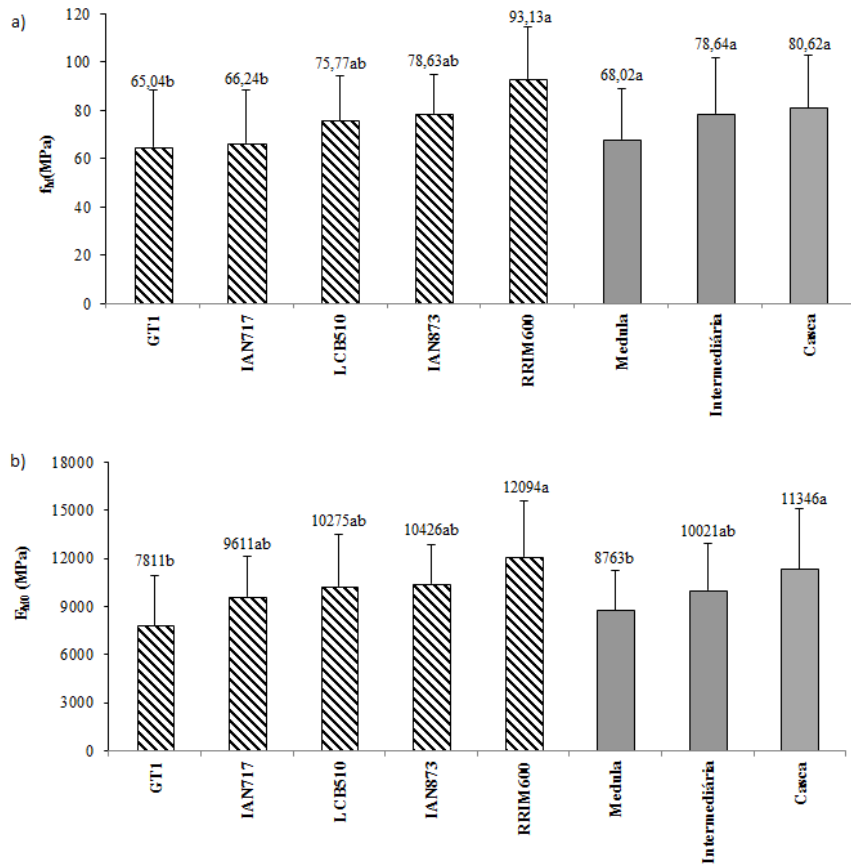 a)
f_M(MPa)
120
100
80
60
40
20
0
65,04b
66,24b
75,77ab
78,63ab
93,13a
68,02a
78,64a
80,62a
GT1
IAN717
LCB510
IAN873
RRIM600
Medula
Intermediária
Casca
b)
E_M0 (MPa)
18000
15000
12000
9000
6000
3000
0
7811b
9611ab
10275ab
10426ab
12094a
8763b
10021ab
11346a
GT1
IAN717
LCB510
IAN873
RRIM600
Medula
Intermediária
Casca